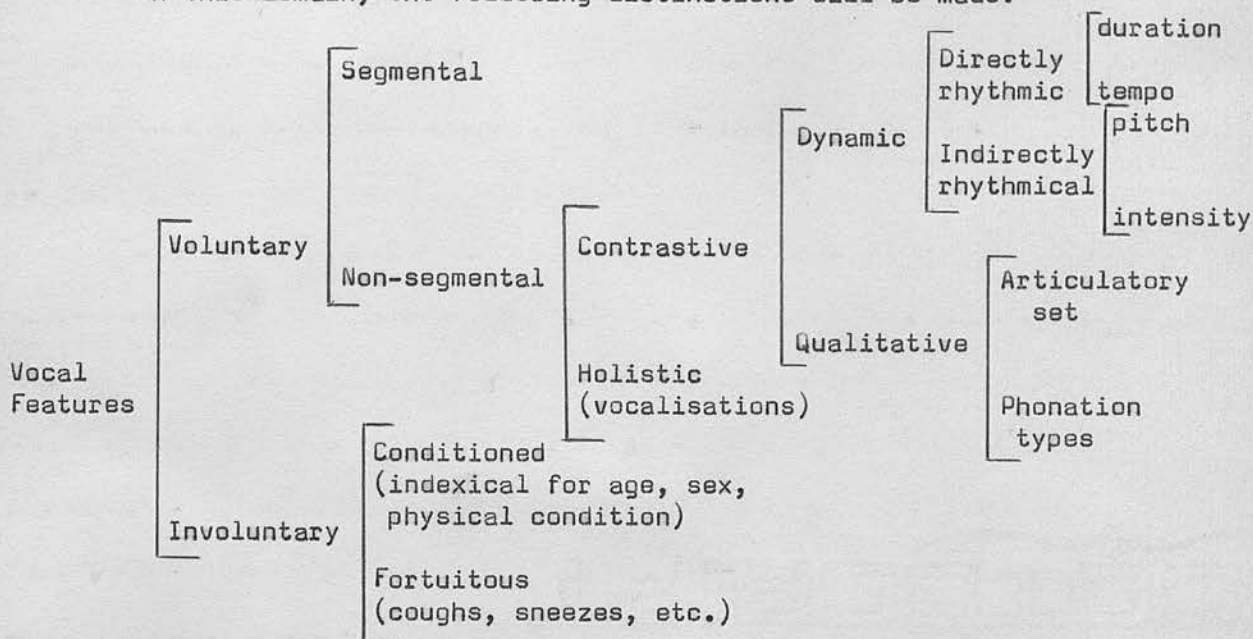 duration
Directly
rhythmic
tempo
pitch
Indirectly
rhythmical
intensity
Segmental
Dynamic
Voluntary
Non-segmental
Contrastive
Articulatory
set
Qualitative
Vocal
Features
Holistic
(vocalisations)
Phonation
types
Conditioned
(indexical for age, sex,
physical condition)
Involuntary
Fortuitous
(coughs, sneezes, etc.)